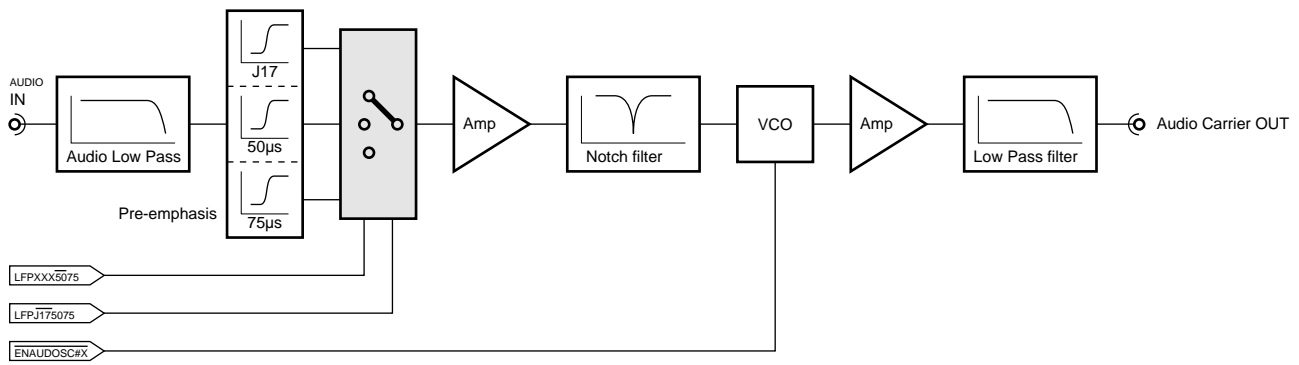 AUDIO
IN
Audio Low Pass
J17
50µs
75µs
Pre-emphasis
Amp
Notch filter
VCO
Amp
Low Pass filter
Audio Carrier OUT
LFPXXX5075
LFPJ175075
ENAUDOSC#X